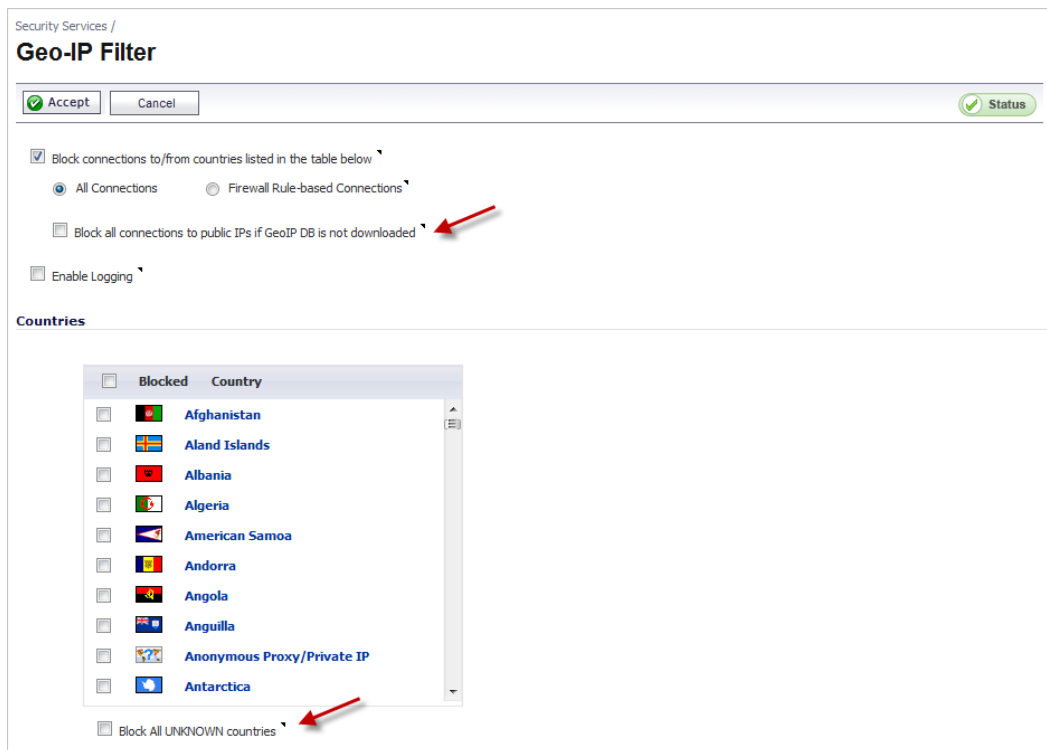 Security Services /
Geo-IP Filter
Accept Cancel Status
Block connections to/from countries listed in the table below
All Connections Firewall Rule-based Connections
Block all connections to public IPs if GeoIP DB is not downloaded
Enable Logging
Countries
Blocked Country
Afghanistan
Aland Islands
Albania
Algeria
American Samoa
Andorra
Angola
Anguilla
Anonymous Proxy/Private IP
Antarctica
Block All UNKNOWN countries